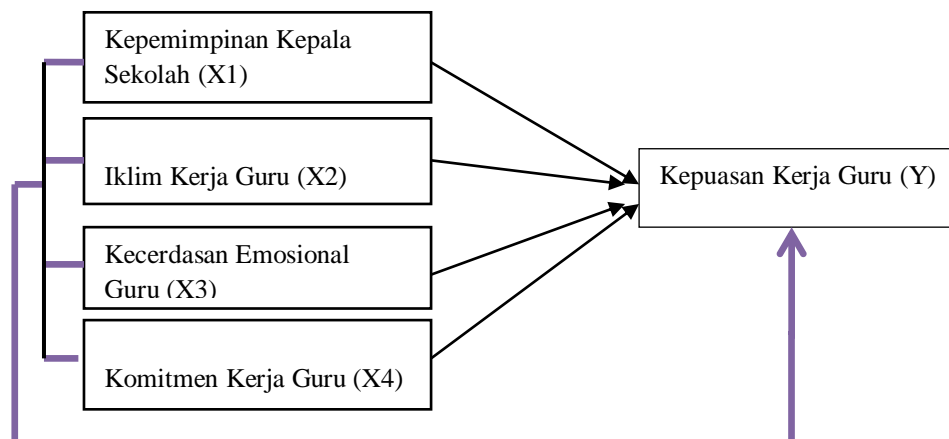 Kepemimpinan Kepala
Sekolah (X1)
Iklim Kerja Guru (X2)
Kepuasan Kerja Guru (Y)
Kecerdasan Emosional
Guru (X3)
Komitmen Kerja Guru (X4)